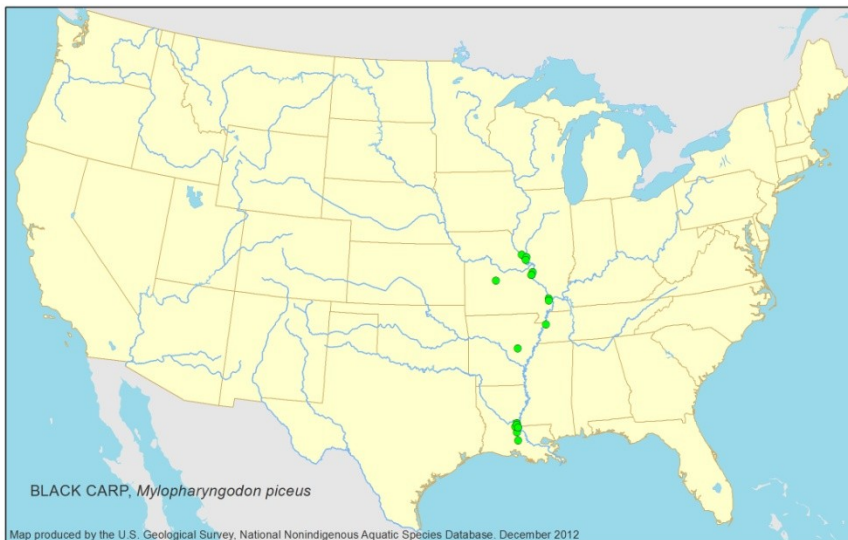 BLACK CARP, Mylopharyngodon piceus
Map produced by the U.S. Geological Survey, National Nonindigenous Aquatic Species Database. December 2012